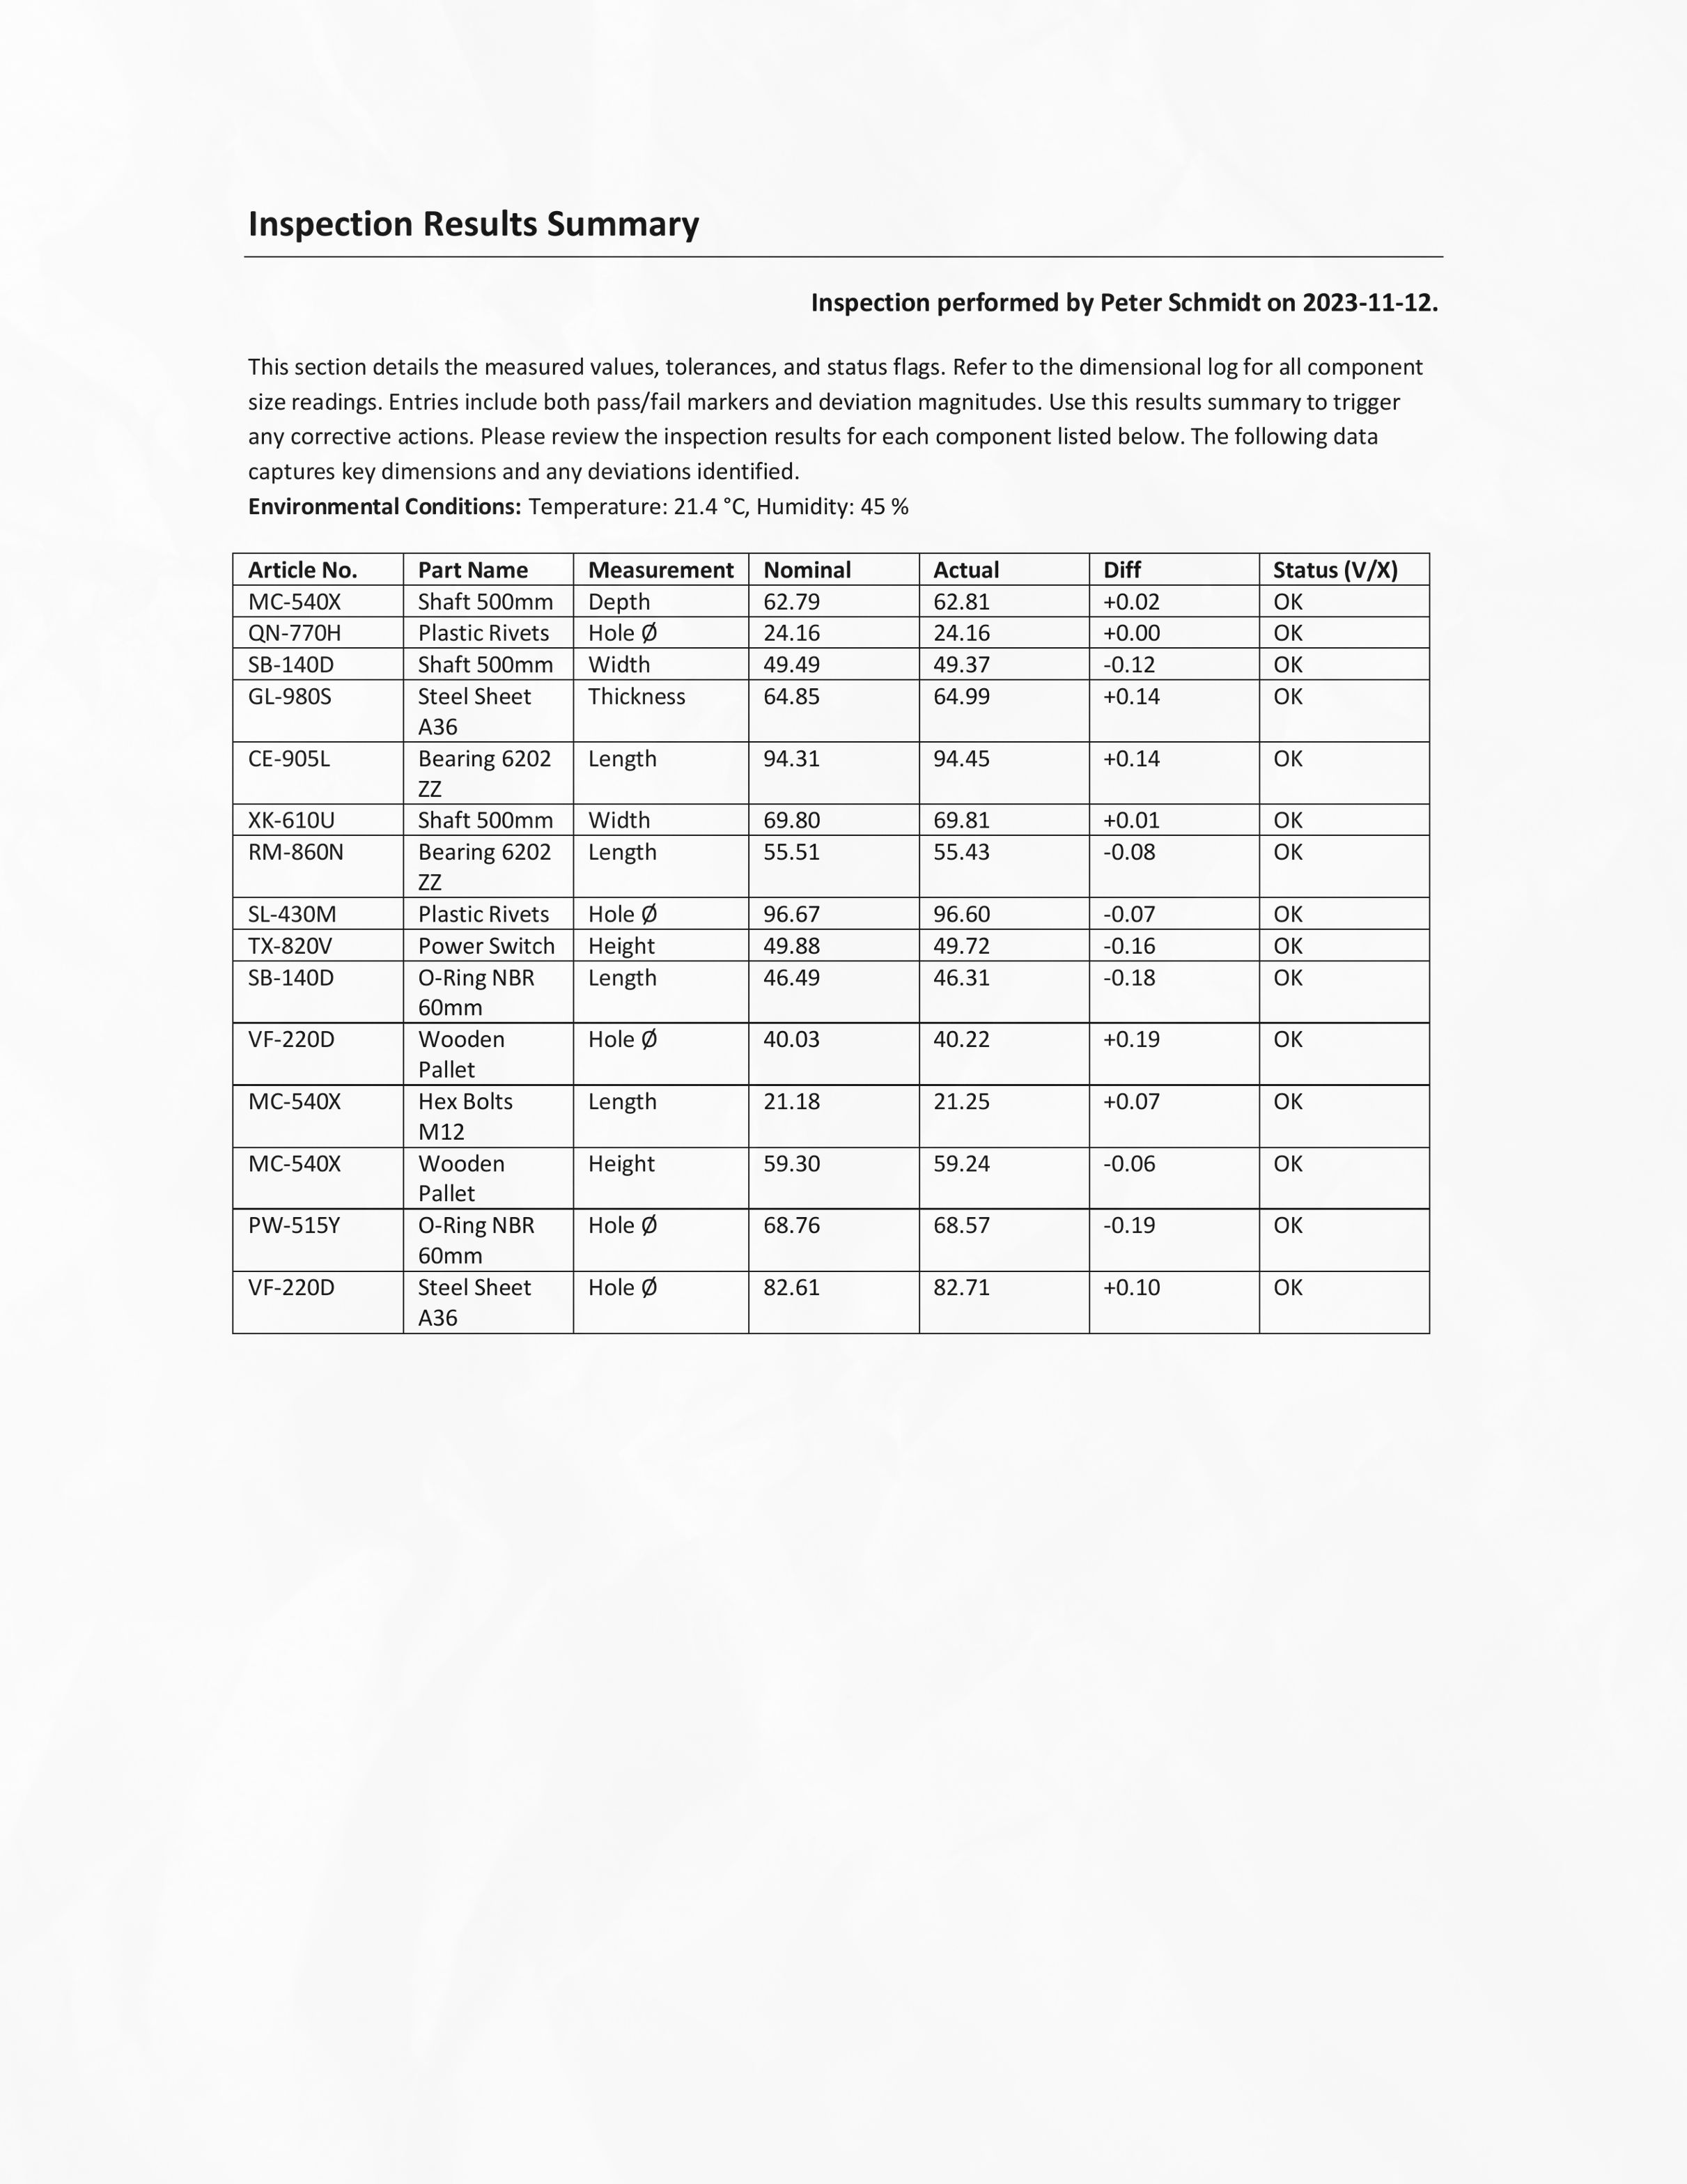 Inspection Results Summary
Inspection performed by Peter Schmidt on 2023-11-12.
This section details the measured values, tolerances, and status flags. Refer to the dimensional log for all component
size readings. Entries include both pass/fail markers and deviation magnitudes. Use this results summary to trigger
any corrective actions. Please review the inspection results for each component listed below. The following data
captures key dimensions and any deviations identified.
Environmental Conditions: Temperature: 21.4 °C, Humidity: 45 %
Article No. Part Name Measurement Nominal Actual Diff Status (V/X)
MC-540X Shaft 500mm Depth 62.79 62.81 +0.02 OK
QN-770H Plastic Rivets Hole Ø 24.16 24.16 +0.00 OK
SB-140D Shaft 500mm Width 49.49 49.37 -0.12 OK
GL-980S Steel Sheet Thickness 64.85 64.99 +0.14 OK
A36
CE-905L Bearing 6202 Length 94.31 94.45 +0.14 OK
ZZ
XK-610U Shaft 500mm Width 69.80 69.81 +0.01 OK
RM-860N Bearing 6202 Length 55.51 55.43 -0.08 OK
ZZ
SL-430M Plastic Rivets Hole Ø 96.67 96.60 -0.07 OK
TX-820V Power Switch Height 49.88 49.72 -0.16 OK
SB-140D O-Ring NBR Length 46.49 46.31 -0.18 OK
60mm
VF-220D Wooden Hole Ø 40.03 40.22 +0.19 OK
Pallet
MC-540X Hex Bolts Length 21.18 21.25 +0.07 OK
M12
MC-540X Wooden Height 59.30 59.24 -0.06 OK
Pallet
PW-515Y O-Ring NBR Hole Ø 68.76 68.57 -0.19 OK
60mm
VF-220D Steel Sheet Hole Ø 82.61 82.71 +0.10 OK
A36